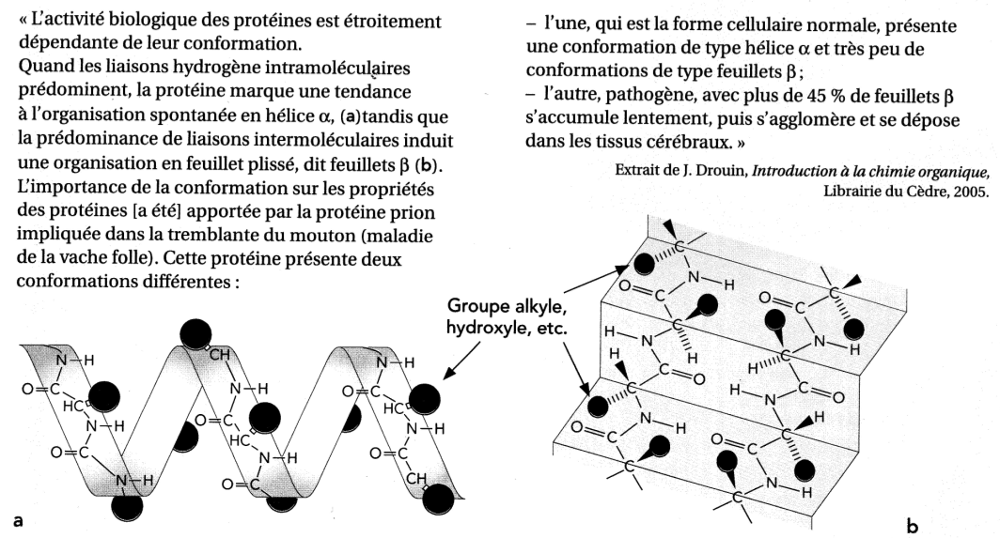 « L'activité biologique des protéines est étroitement
dépendante de leur conformation.
Quand les liaisons hydrogène intramoléculaires
prédominent, la protéine marque une tendance
à l'organisation spontanée en hélice α, (a)tandis que
la prédominance de liaisons intermoléculaires induit
une organisation en feuillet plissé, dit feuillets β (b).
L'importance de la conformation sur les propriétés
des protéines [a été] apportée par la protéine prion
impliquée dans la tremblante du mouton (maladie
de la vache folle). Cette protéine présente deux
conformations différentes :
– l'une, qui est la forme cellulaire normale, présente
une conformation de type hélice α et très peu de
conformations de type feuillets β ;
– l'autre, pathogène, avec plus de 45 % de feuillets β
s'accumule lentement, puis s'agglomère et se dépose
dans les tissus cérébraux. »
Extrait de J. Drouin, Introduction à la chimie organique,
Librairie du Cèdre, 2005.
Groupe alkyle,
hydroxyle, etc.
N–H
O=C
HC
N–H
O=C
N–H
CH
N–H
O=C
HC
N–H
O=C
N–H
O=C
HC
N–H
O=C
CH
a
C
N–H
O=C
C
H–N
H
H
C=O
C
N–H
O=C
C
C
O=C
N–H
C
H
C=O
H–N
H
C
O=C
N–H
C
b